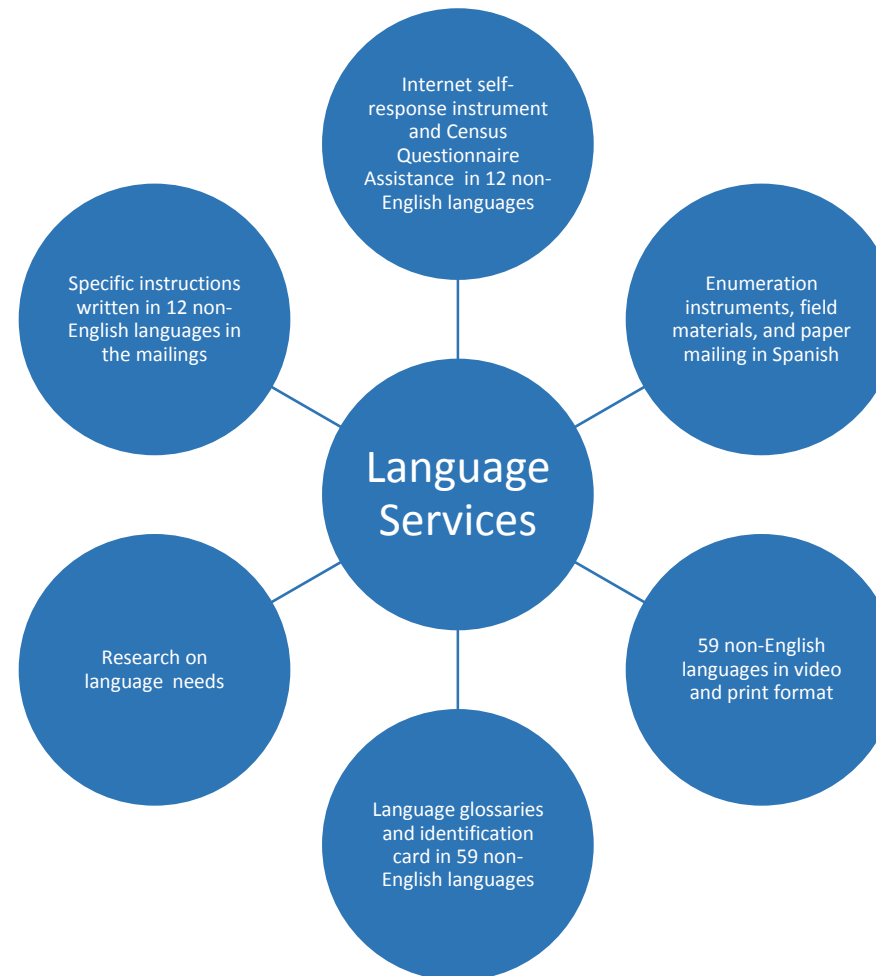 Internet self-
response instrument
and Census
Questionnaire
Assistance  in 12 non-
English languages
Enumeration
instruments, field
materials, and paper
mailing in Spanish
59 non-English
languages in video
and print format
Language glossaries
and identification
card in 59 non-
English languages
Research on
language  needs
Specific instructions
written in 12 non-
English languages in
the mailings
Language
Services